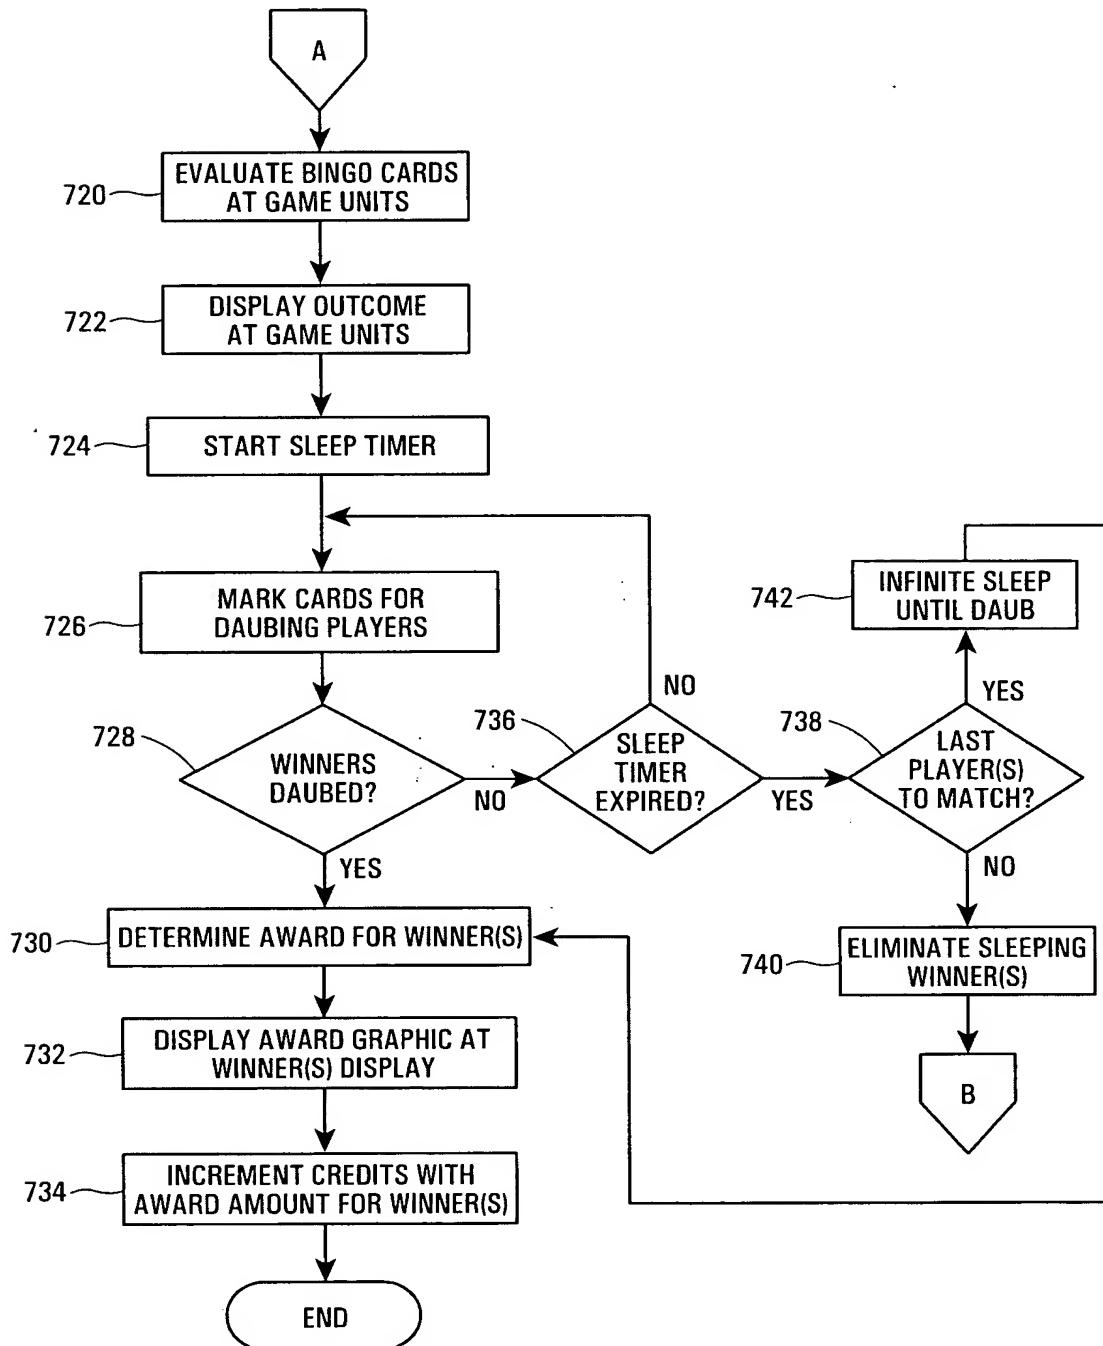 A
720
EVALUATE BINGO CARDS
AT GAME UNITS
722
DISPLAY OUTCOME
AT GAME UNITS
724
START SLEEP TIMER
726
MARK CARDS FOR
DAUBING PLAYERS
742
INFINITE SLEEP
UNTIL DAUB
728
WINNERS
DAUBED?
NO
YES
736
SLEEP
TIMER
EXPIRED?
NO
YES
738
LAST
PLAYER(S)
TO MATCH?
YES
NO
730
DETERMINE AWARD FOR WINNER(S)
740
ELIMINATE SLEEPING
WINNER(S)
732
DISPLAY AWARD GRAPHIC AT
WINNER(S) DISPLAY
B
734
INCREMENT CREDITS WITH
AWARD AMOUNT FOR WINNER(S)
END